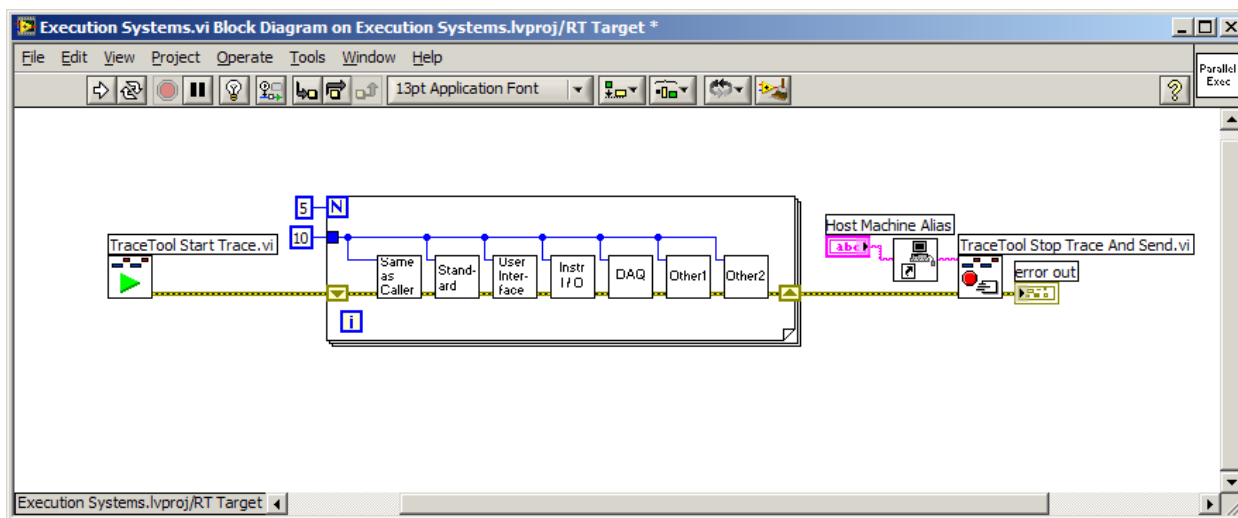 Execution Systems.vi Block Diagram on Execution Systems.lvproj/RT Target *
File Edit View Project Operate Tools Window Help
13pt Application Font
Parallel
Exec
5
N
10
TraceTool Start Trace.vi
Same
as
Caller
Stand-
ard
User
Inter-
face
Instr
I/O
DAQ
Other1
Other2
i
Host Machine Alias
abc
TraceTool Stop Trace And Send.vi
error out
Execution Systems.lvproj/RT Target